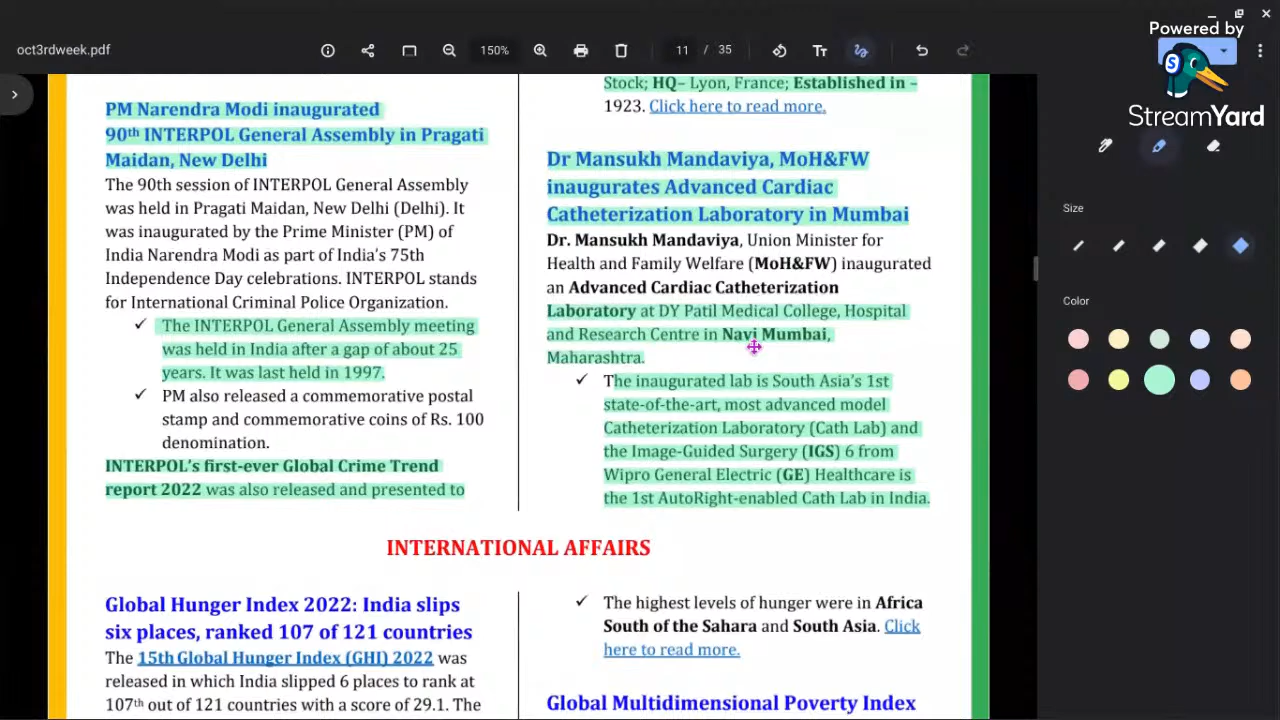 Powered by
StreamYard
oct3rdweek.pdf
150%
11 / 35
Size
Color
PM Narendra Modi inaugurated
90th INTERPOL General Assembly in Pragati
Maidan, New Delhi
The 90th session of INTERPOL General Assembly
was held in Pragati Maidan, New Delhi (Delhi). It
was inaugurated by the Prime Minister (PM) of
India Narendra Modi as part of India's 75th
Independence Day celebrations. INTERPOL stands
for International Criminal Police Organization.
✓ The INTERPOL General Assembly meeting
was held in India after a gap of about 25
years. It was last held in 1997.
✓ PM also released a commemorative postal
stamp and commemorative coins of Rs. 100
denomination.
INTERPOL's first-ever Global Crime Trend
report 2022 was also released and presented to
Stock; HQ– Lyon, France; Established in –
1923. Click here to read more.
Dr Mansukh Mandaviya, MoH&FW
inaugurates Advanced Cardiac
Catheterization Laboratory in Mumbai
Dr. Mansukh Mandaviya, Union Minister for
Health and Family Welfare (MoH&FW) inaugurated
an Advanced Cardiac Catheterization
Laboratory at DY Patil Medical College, Hospital
and Research Centre in Navi Mumbai,
Maharashtra.
✓ The inaugurated lab is South Asia's 1st
state-of-the-art, most advanced model
Catheterization Laboratory (Cath Lab) and
the Image-Guided Surgery (IGS) 6 from
Wipro General Electric (GE) Healthcare is
the 1st AutoRight-enabled Cath Lab in India.
INTERNATIONAL AFFAIRS
Global Hunger Index 2022: India slips
six places, ranked 107 of 121 countries
The 15th Global Hunger Index (GHI) 2022 was
released in which India slipped 6 places to rank at
107th out of 121 countries with a score of 29.1. The
✓ The highest levels of hunger were in Africa
South of the Sahara and South Asia. Click
here to read more.
Global Multidimensional Poverty Index